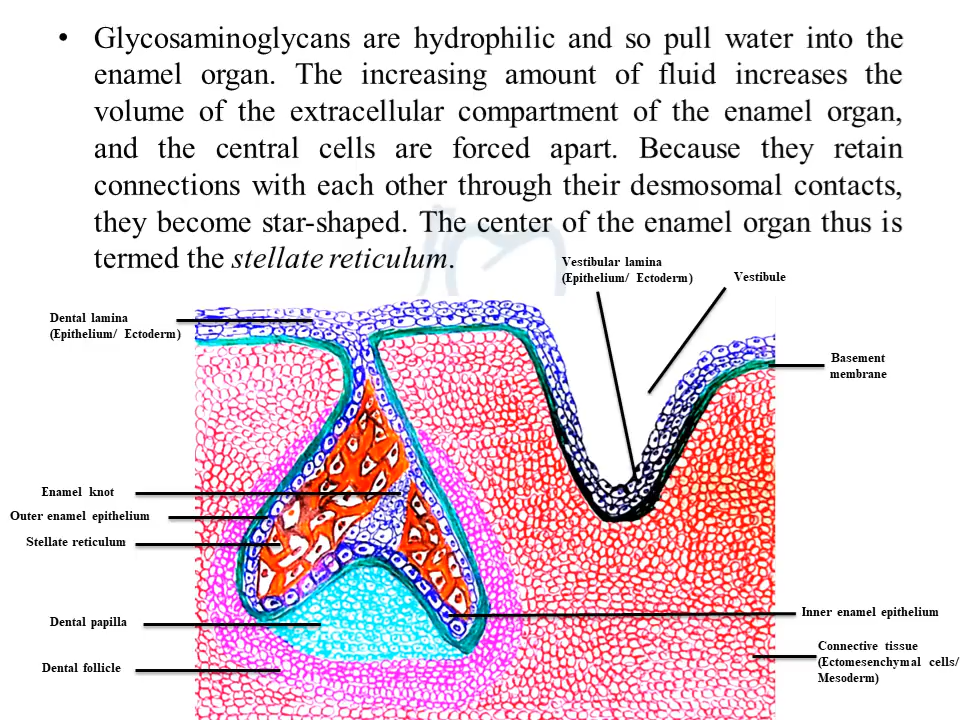 • Glycosaminoglycans are hydrophilic and so pull water into the
enamel organ. The increasing amount of fluid increases the
volume of the extracellular compartment of the enamel organ,
and the central cells are forced apart. Because they retain
connections with each other through their desmosomal contacts,
they become star-shaped. The center of the enamel organ thus is
termed the stellate reticulum.
Vestibular lamina
(Epithelium/ Ectoderm)
Vestibule
Dental lamina
(Epithelium/ Ectoderm)
Basement
membrane
Enamel knot
Outer enamel epithelium
Stellate reticulum
Inner enamel epithelium
Dental papilla
Connective tissue
(Ectomesenchymal cells/
Mesoderm)
Dental follicle